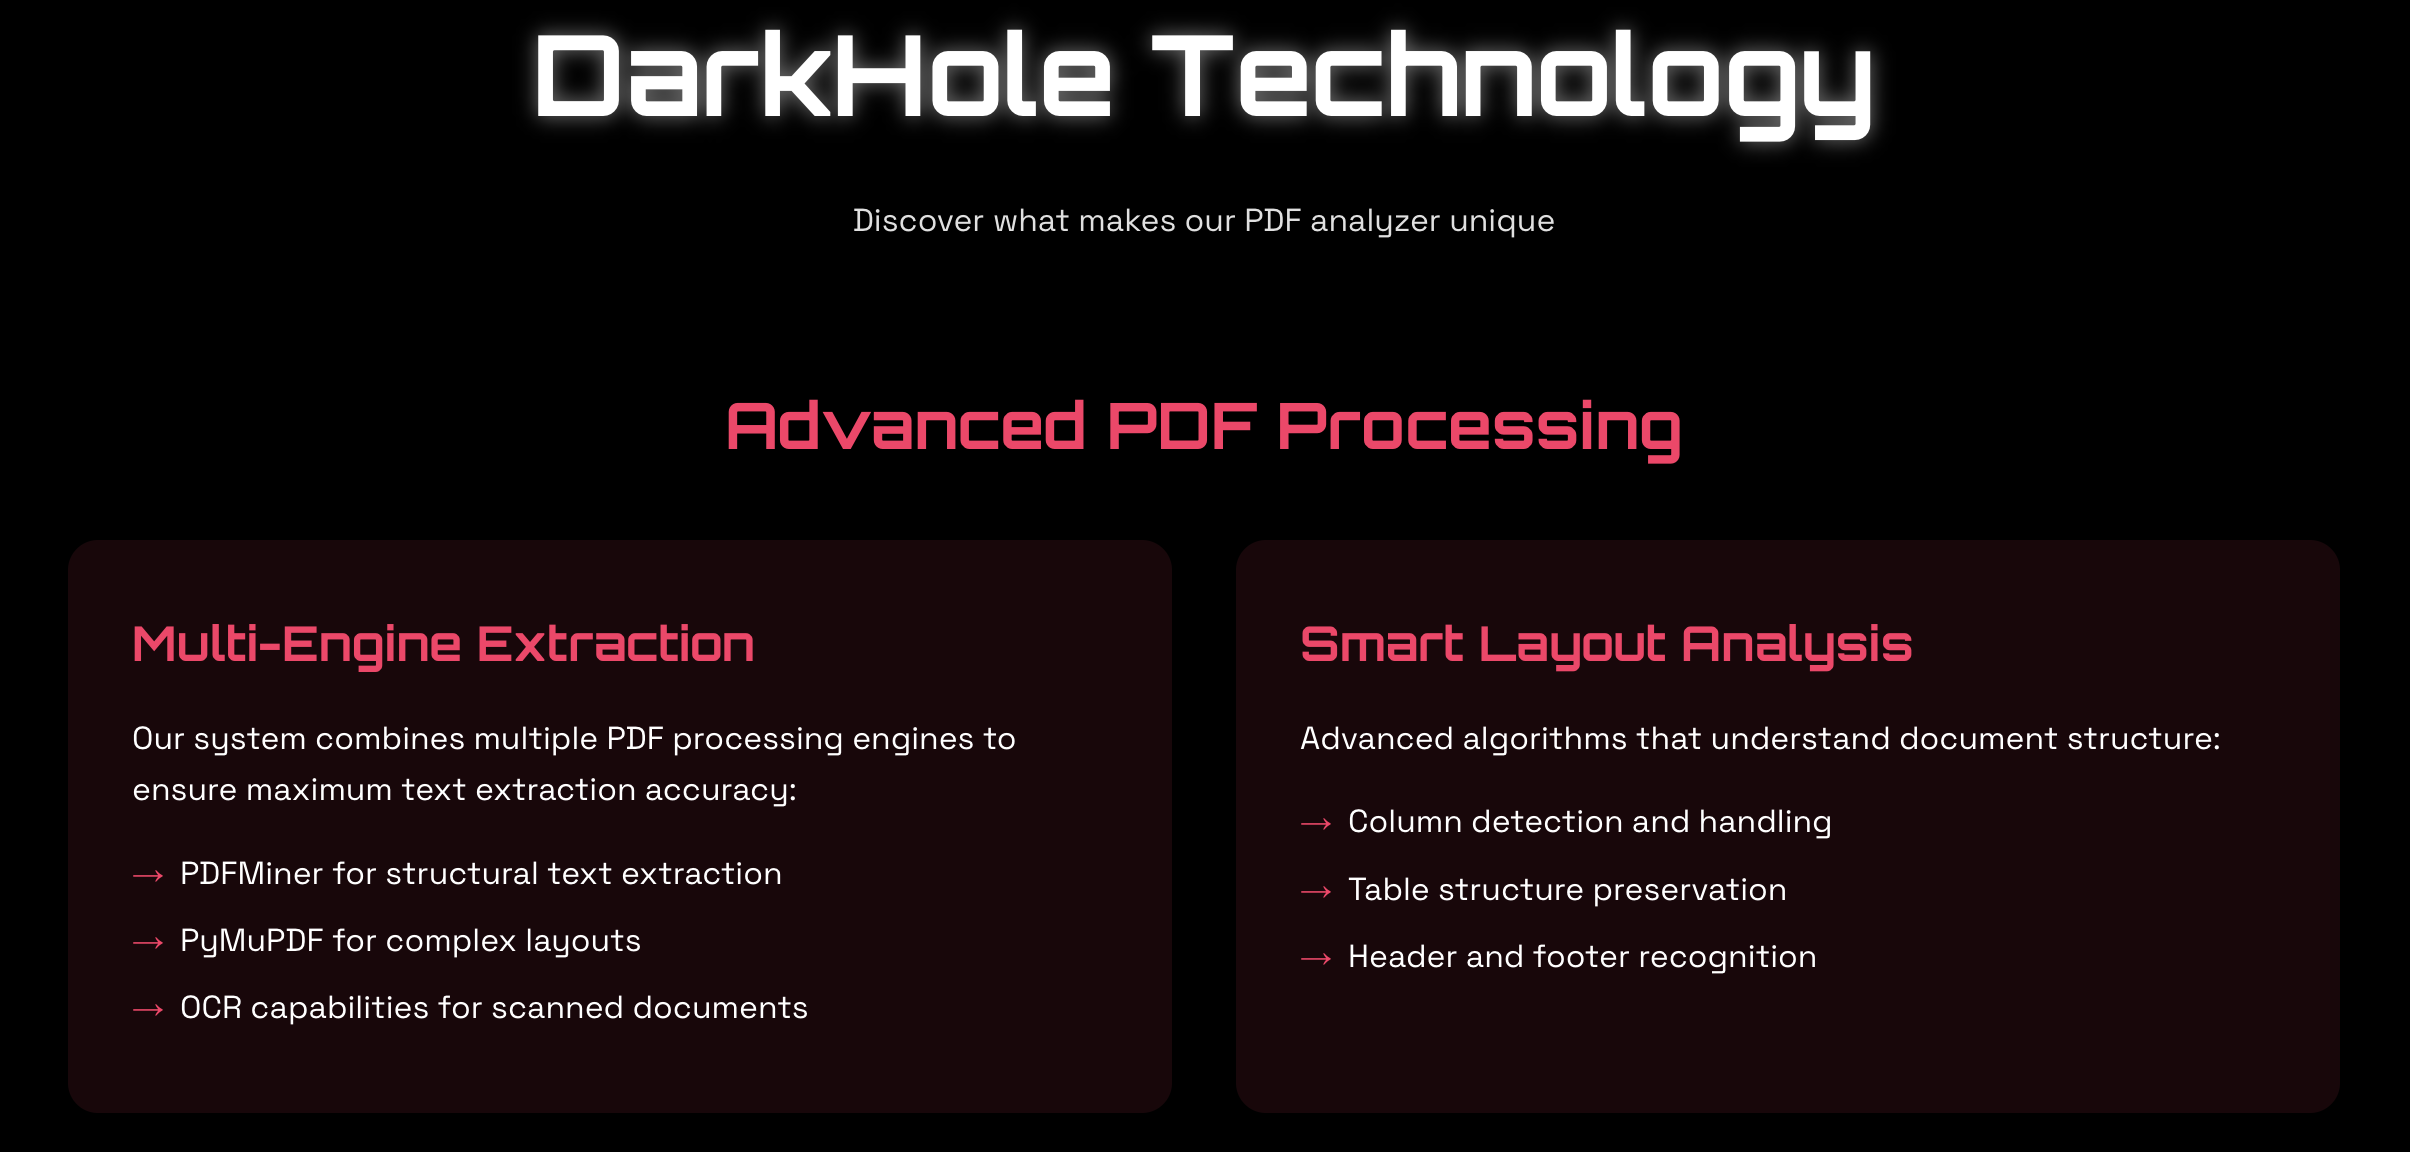 DarkHole Technology
Discover what makes our PDF analyzer unique
Advanced PDF Processing
Multi-Engine Extraction
Our system combines multiple PDF processing engines to
ensure maximum text extraction accuracy:
→ PDFMiner for structural text extraction
→ PyMuPDF for complex layouts
→ OCR capabilities for scanned documents
Smart Layout Analysis
Advanced algorithms that understand document structure:
→ Column detection and handling
→ Table structure preservation
→ Header and footer recognition